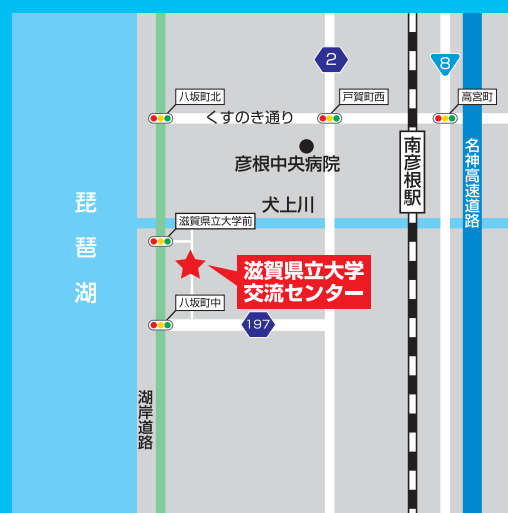 2
8
八坂町北
戸賀町西
高宮町
くすのき通り
彦根中央病院
南彦根駅
名神高速道路
琵琶湖
犬上川
滋賀県立大学前
滋賀県立大学
交流センター
八坂町中
197
湖岸道路